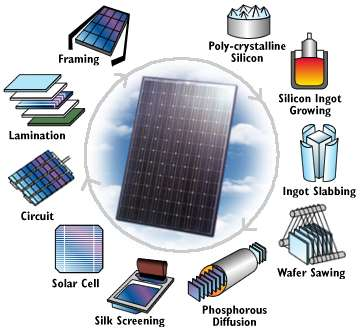 Framing
Poly-crystalline
Silicon
Silicon Ingot
Growing
Lamination
Ingot Slabbing
Circuit
Wafer Sawing
Solar Cell
Phosphorous
Diffusion
Silk Screening